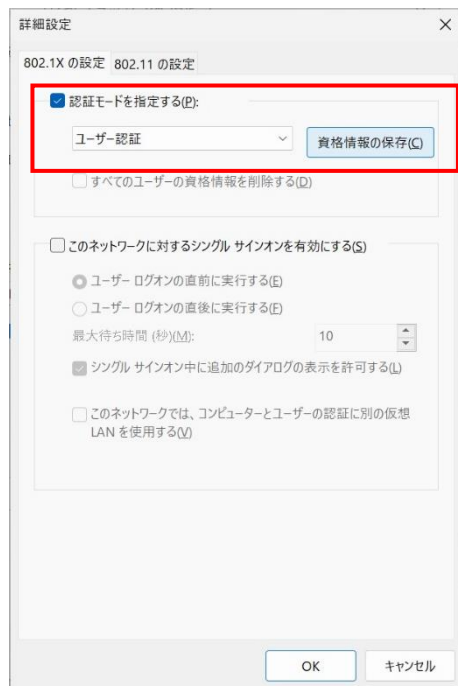 詳細設定
802.1X の設定 802.11 の設定
認証モードを指定する(P):
ユーザー認証 資格情報の保存(C)
すべてのユーザーの資格情報を削除する(D)
このネットワークに対するシングル サインオンを有効にする(S)
ユーザー ログオンの直前に実行する(E)
ユーザー ログオンの直後に実行する(F)
最大待ち時間 (秒)(M): 10
シングル サインオン中に追加のダイアログの表示を許可する(L)
このネットワークでは、コンピューターとユーザーの認証に別の仮想
LAN を使用する(V)
OK キャンセル